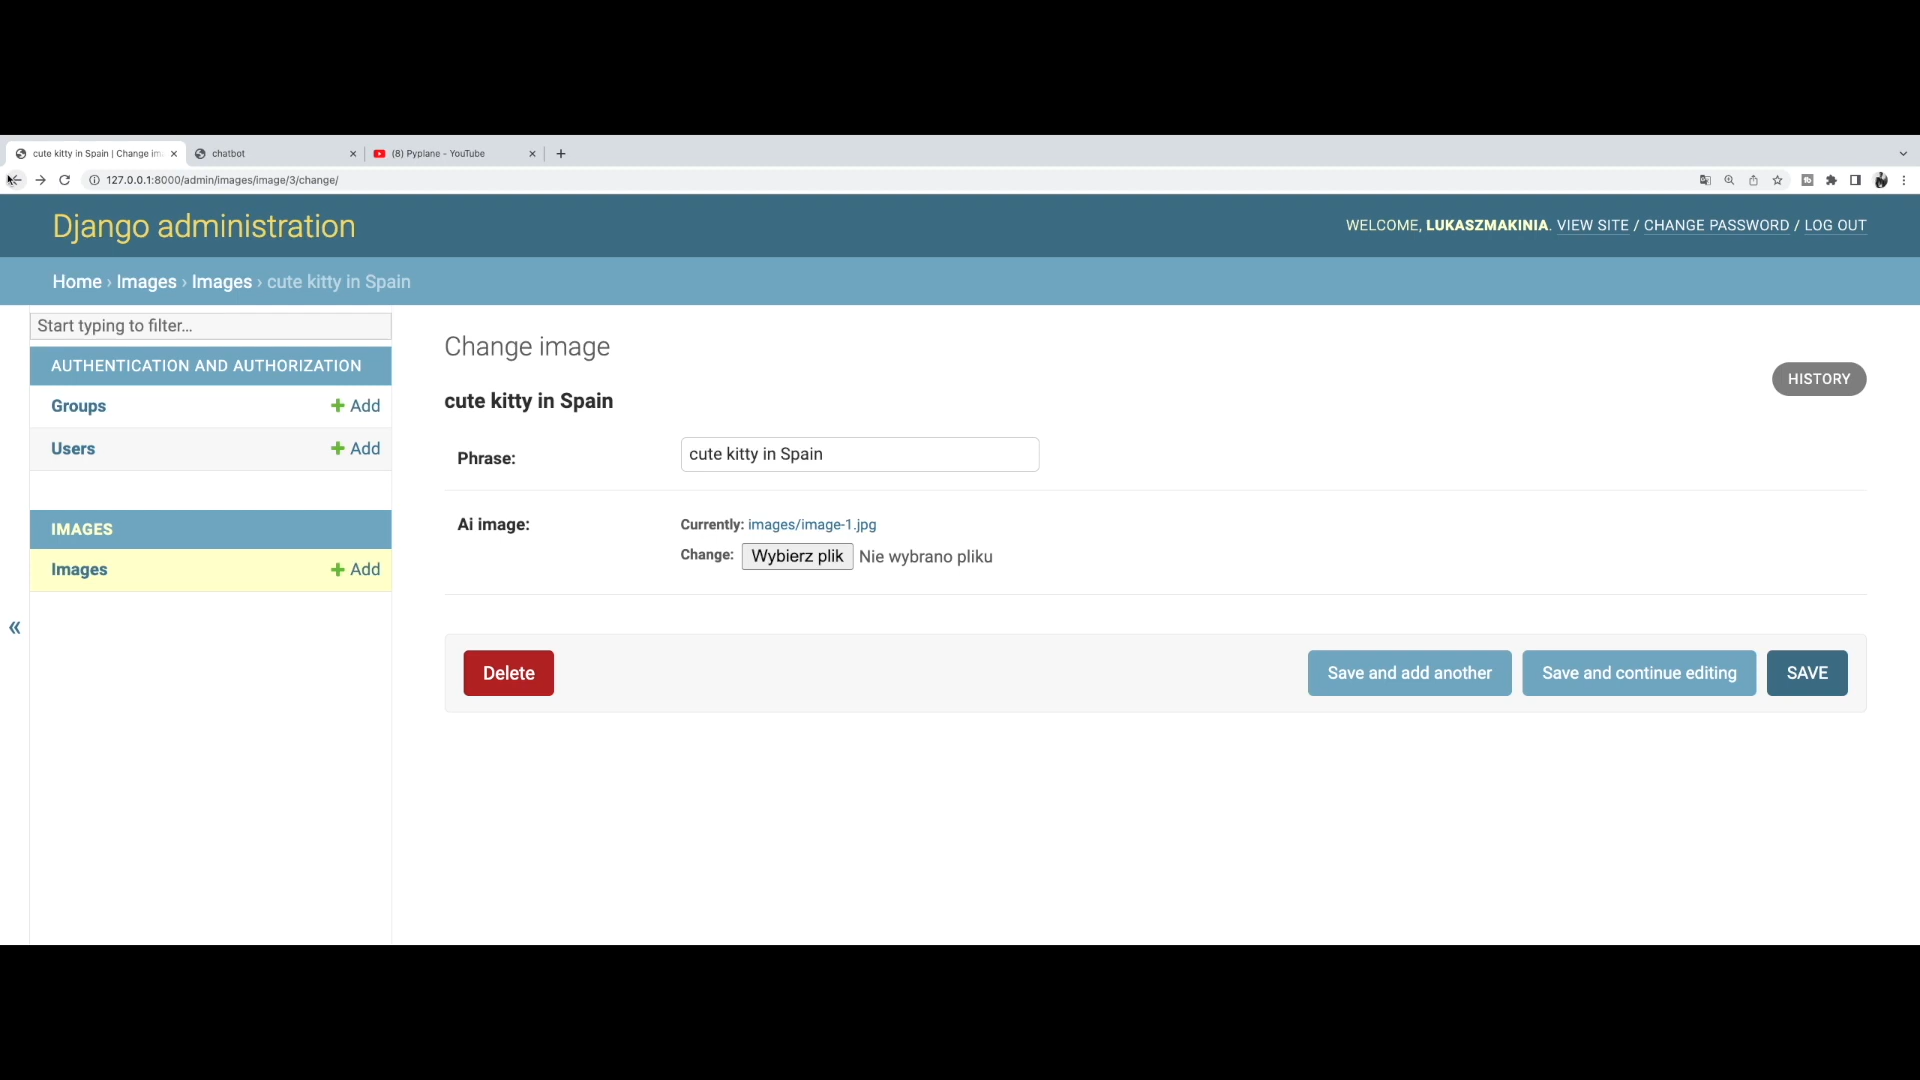 cute kitty in Spain | Change im
chatbot
(8) Pyplane - YouTube
127.0.0.1:8000/admin/images/image/3/change/
Django administration
WELCOME, LUKASZMAKINIA. VIEW SITE / CHANGE PASSWORD / LOG OUT
Home › Images › Images › cute kitty in Spain
Start typing to filter...
AUTHENTICATION AND AUTHORIZATION
Groups + Add
Users + Add
IMAGES
Images + Add
«
Change image
HISTORY
cute kitty in Spain
Phrase: cute kitty in Spain
Ai image: Currently: images/image-1.jpg
Change: Wybierz plik Nie wybrano pliku
Delete Save and add another Save and continue editing SAVE